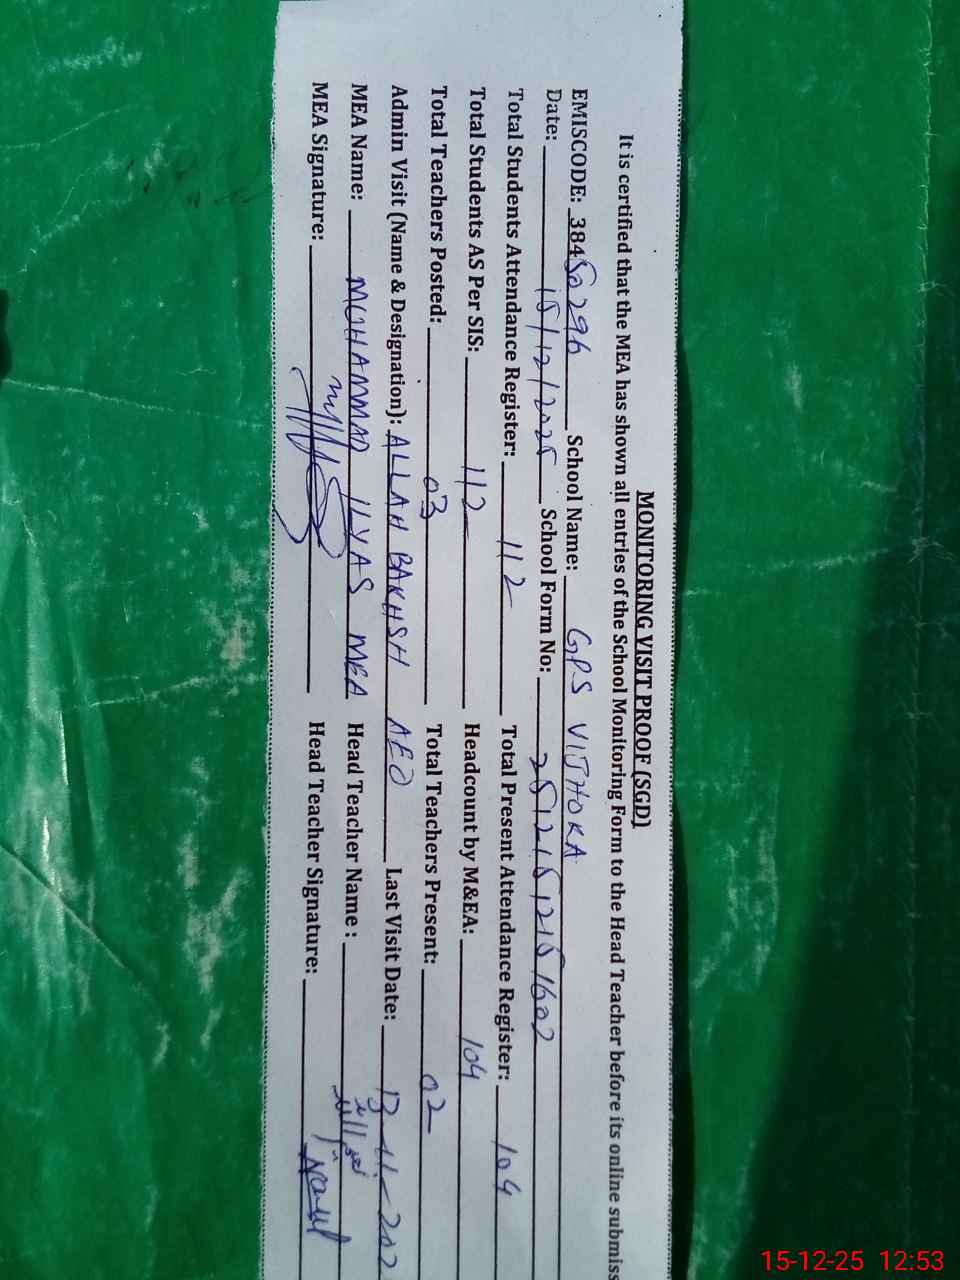 MONITORING VISIT PROOF (SGD)
It is certified that the MEA has shown all entries of the School Monitoring Form to the Head Teacher before its online submiss
EMISCODE: 38450296 School Name: GPS VIJHOKA
Date: 15/12/2025 School Form No: 25121512151602
Total Students Attendance Register: 112 Total Present Attendance Register: 104
Total Students AS Per SIS: 112 Headcount by M&EA: 104
Total Teachers Posted: 03 Total Teachers Present: 02
Admin Visit (Name & Designation): ALLAH BAKHSH AEO Last Visit Date: 13-11-202
MEA Name: MUHAMMAD ILYAS MEA Head Teacher Name :
MEA Signature: Head Teacher Signature:
15-12-25 12:53